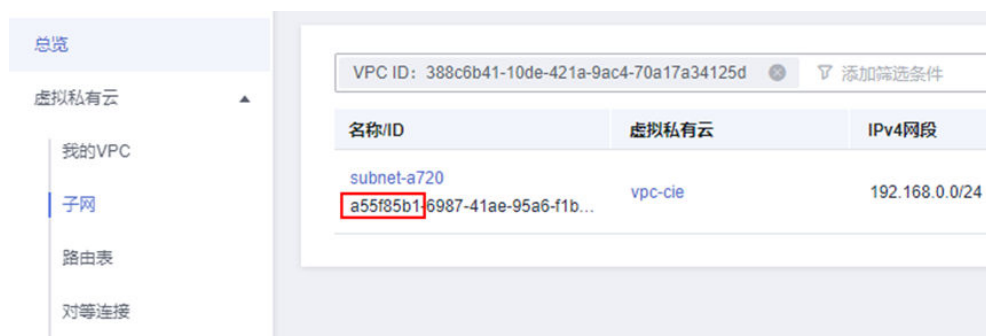 总览
虚拟私有云
我的VPC
子网
路由表
对等连接
VPC ID：388c6b41-10de-421a-9ac4-70a17a34125d 添加筛选条件
名称/ID 虚拟私有云 IPv4网段
subnet-a720
a55f85b1-6987-41ae-95a6-f1b... vpc-cie 192.168.0.0/24